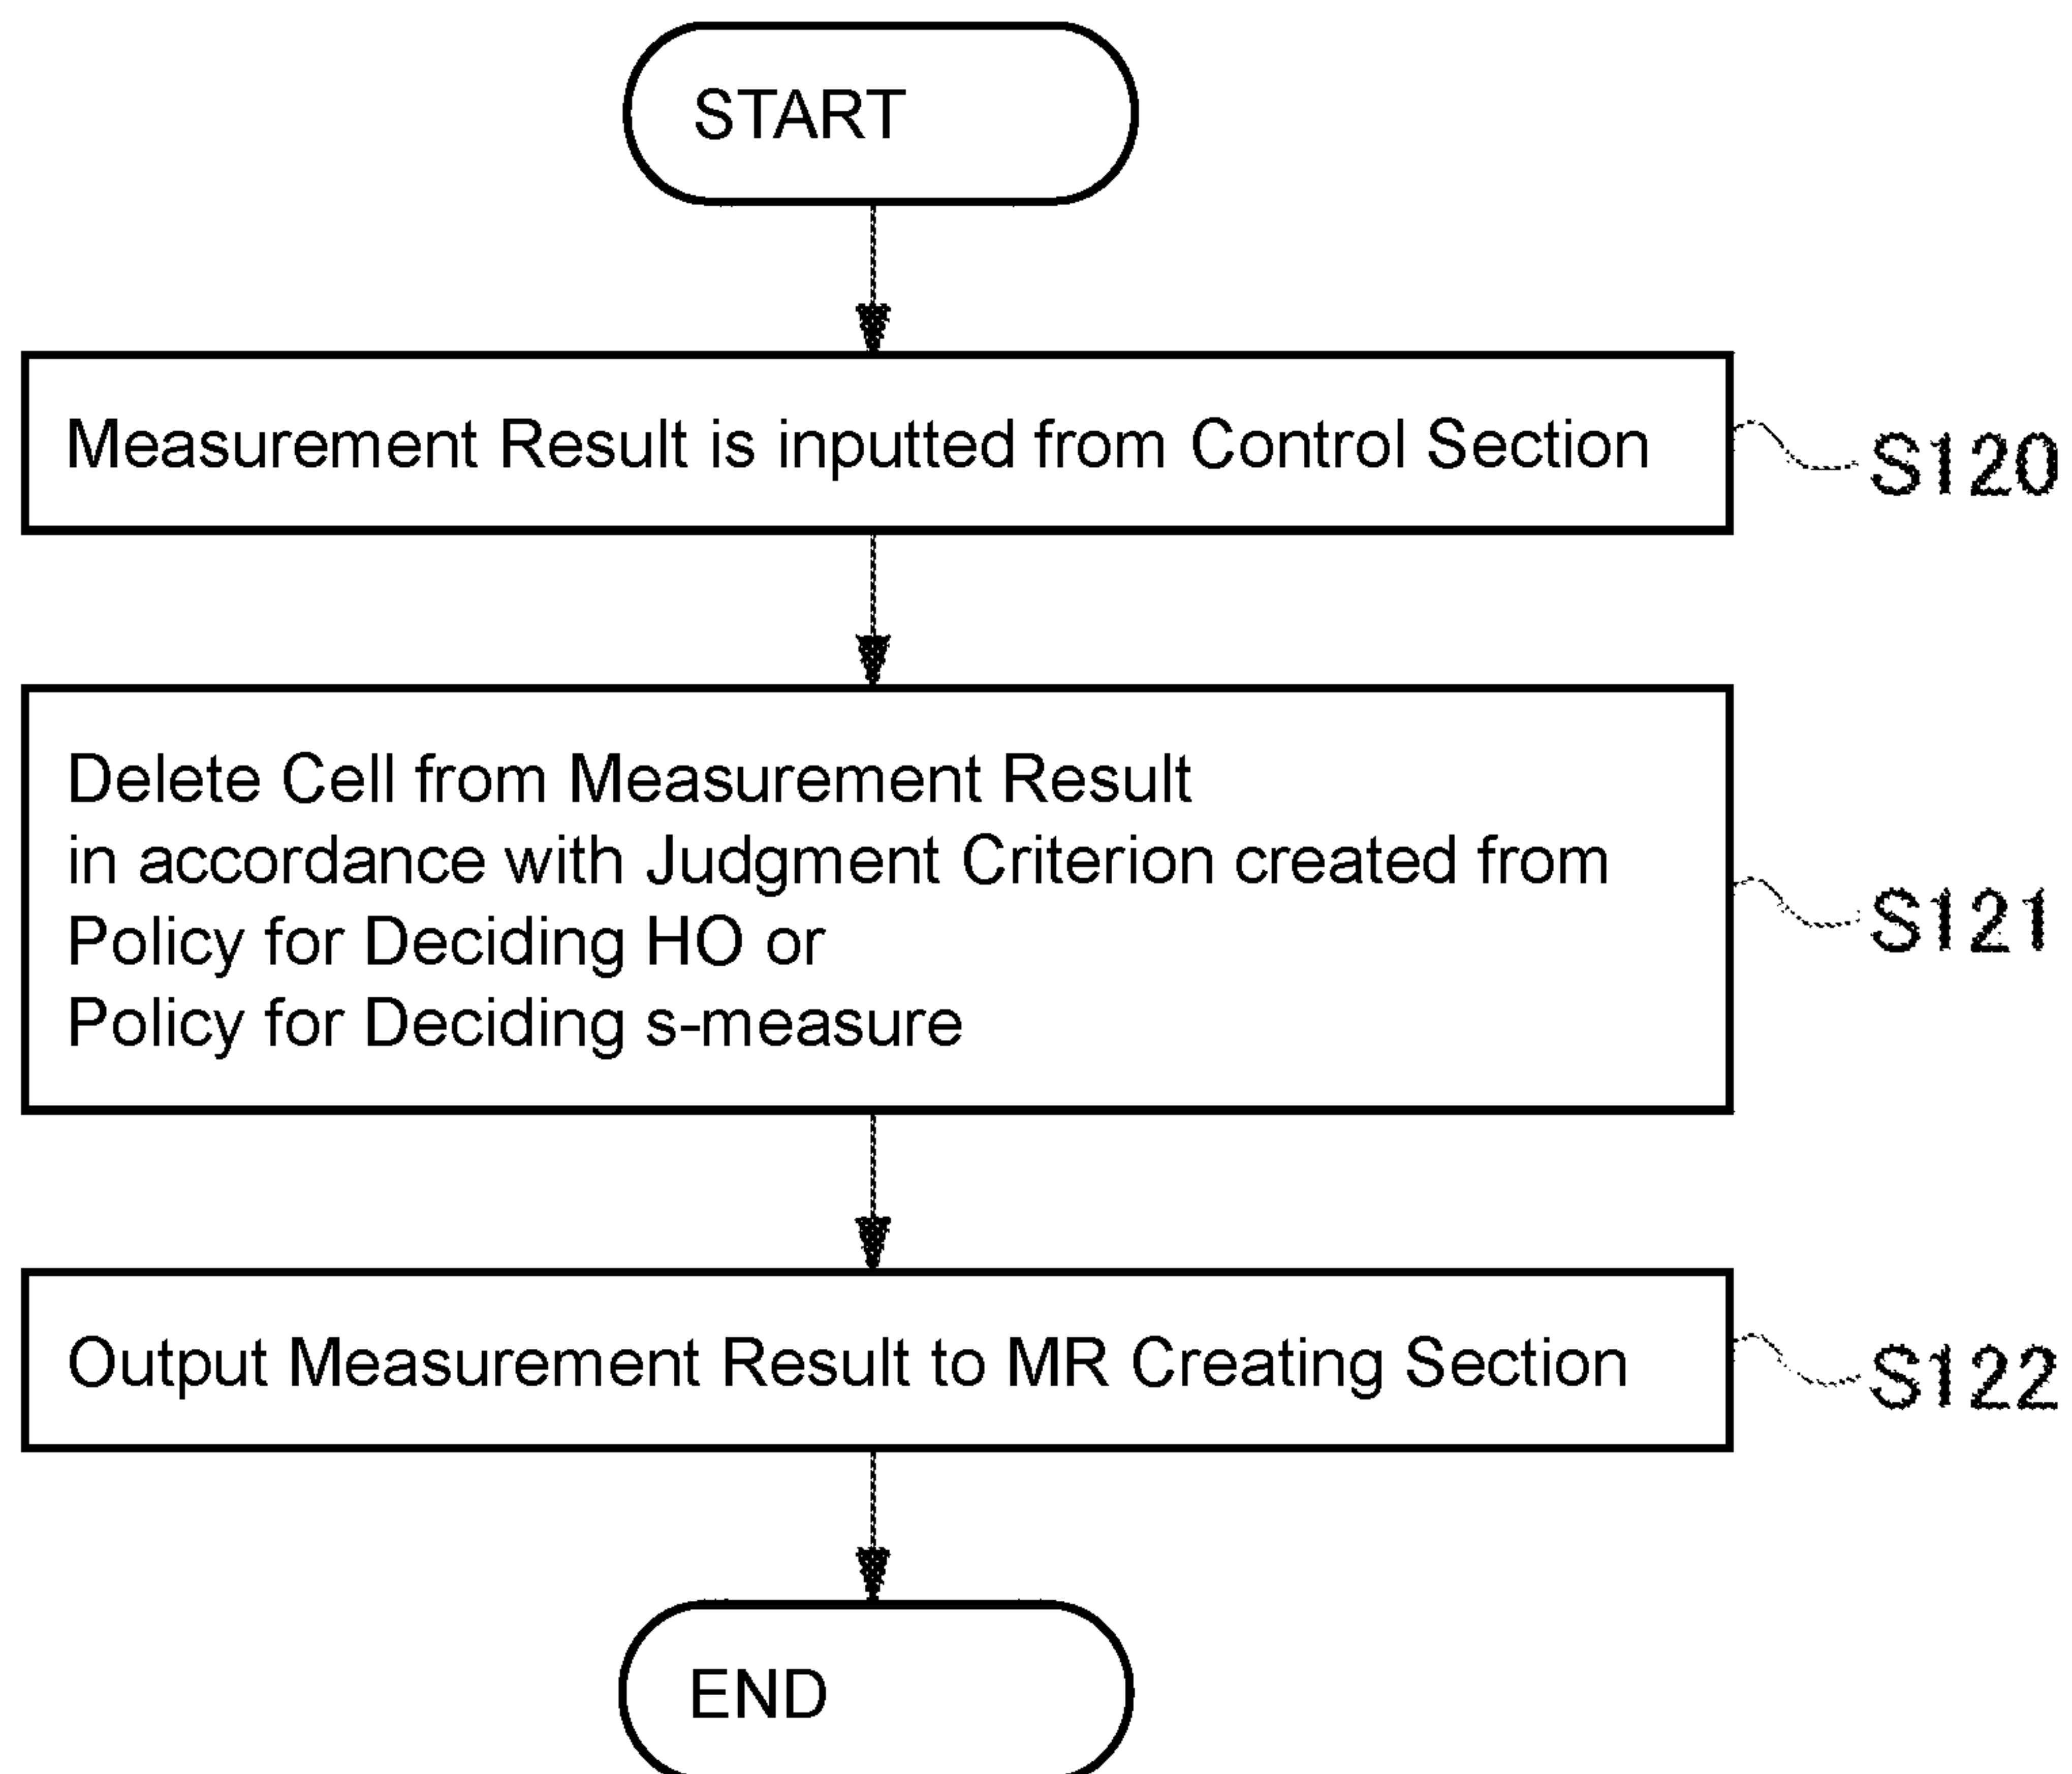 START
Measurement Result is inputted from Control Section
S120
Delete Cell from Measurement Result
in accordance with Judgment Criterion created from
Policy for Deciding HO or
Policy for Deciding s-measure
S121
Output Measurement Result to MR Creating Section
S122
END